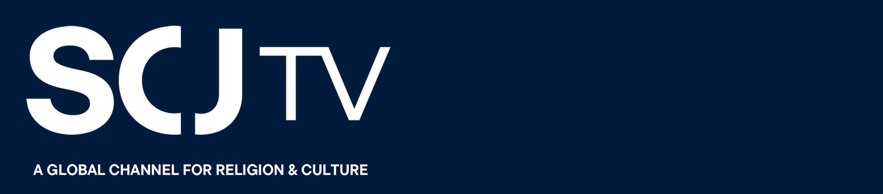 SCJ TV
A GLOBAL CHANNEL FOR RELIGION & CULTURE